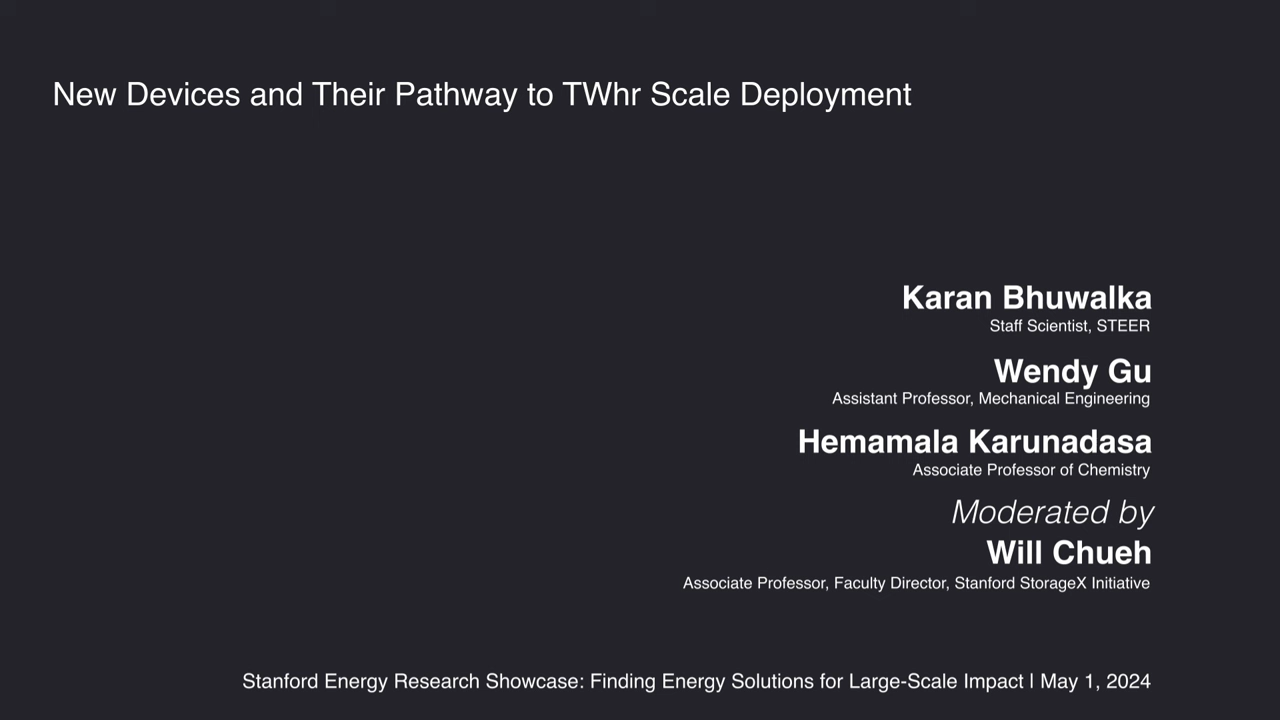 New Devices and Their Pathway to TWhr Scale Deployment
Karan Bhuwalka
Staff Scientist, STEER
Wendy Gu
Assistant Professor, Mechanical Engineering
Hemamala Karunadasa
Associate Professor of Chemistry
Moderated by
Will Chueh
Associate Professor, Faculty Director, Stanford StorageX Initiative
Stanford Energy Research Showcase: Finding Energy Solutions for Large-Scale Impact | May 1, 2024